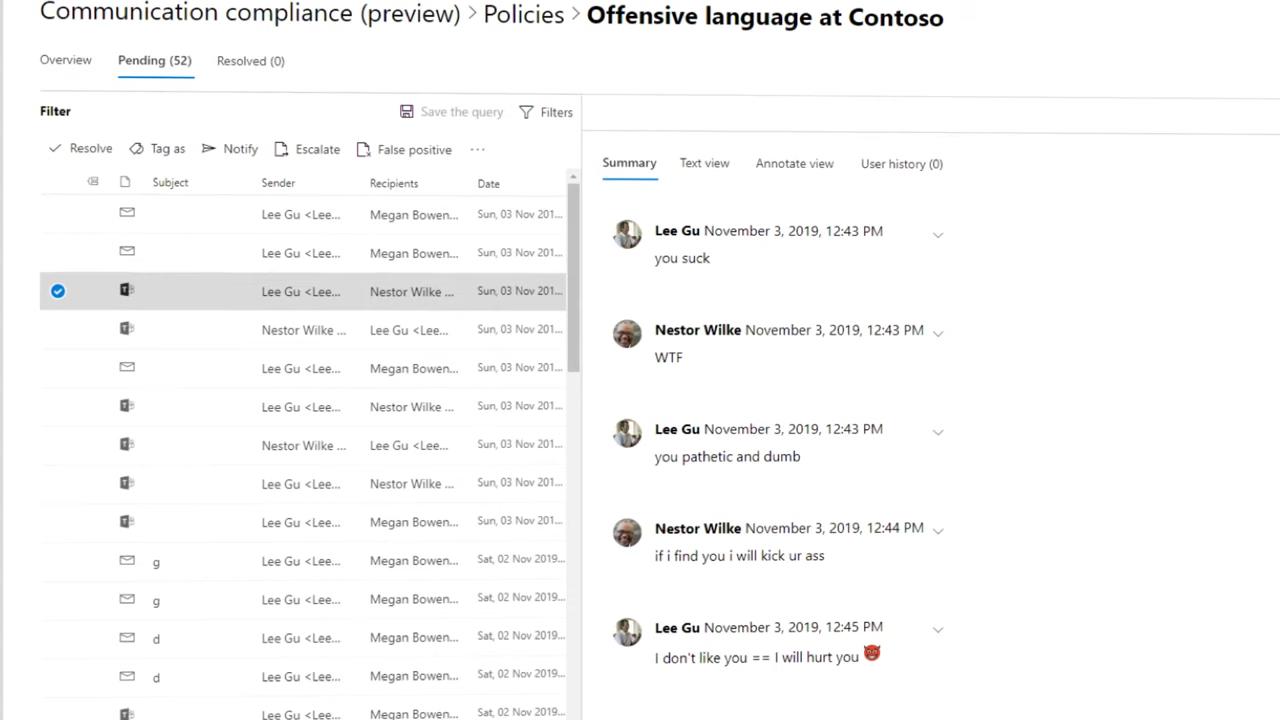 Communication compliance (preview) > Policies > Offensive language at Contoso
Overview Pending (52) Resolved (0)
Filter Save the query Filters
Resolve Tag as Notify Escalate False positive ...
Subject Sender Recipients Date
Lee Gu <Lee... Megan Bowen... Sun, 03 Nov 201...
Lee Gu <Lee... Megan Bowen... Sun, 03 Nov 201...
Lee Gu <Lee... Nestor Wilke ... Sun, 03 Nov 201...
Nestor Wilke ... Lee Gu <Lee... Sun, 03 Nov 201...
Lee Gu <Lee... Megan Bowen... Sun, 03 Nov 201...
Lee Gu <Lee... Nestor Wilke ... Sun, 03 Nov 201...
Nestor Wilke ... Lee Gu <Lee... Sun, 03 Nov 201...
Lee Gu <Lee... Nestor Wilke ... Sun, 03 Nov 201...
Lee Gu <Lee... Megan Bowen... Sun, 03 Nov 201...
g Lee Gu <Lee... Megan Bowen... Sat, 02 Nov 2019...
g Lee Gu <Lee... Megan Bowen... Sat, 02 Nov 2019...
d Lee Gu <Lee... Megan Bowen... Sat, 02 Nov 2019...
d Lee Gu <Lee... Megan Bowen... Sat, 02 Nov 2019...
Lee Gu <Lee... Megan Bowen... Sat, 02 Nov 2019...
Summary Text view Annotate view User history (0)
Lee Gu November 3, 2019, 12:43 PM
you suck
Nestor Wilke November 3, 2019, 12:43 PM
WTF
Lee Gu November 3, 2019, 12:43 PM
you pathetic and dumb
Nestor Wilke November 3, 2019, 12:44 PM
if i find you i will kick ur ass
Lee Gu November 3, 2019, 12:45 PM
I don't like you == I will hurt you 👿